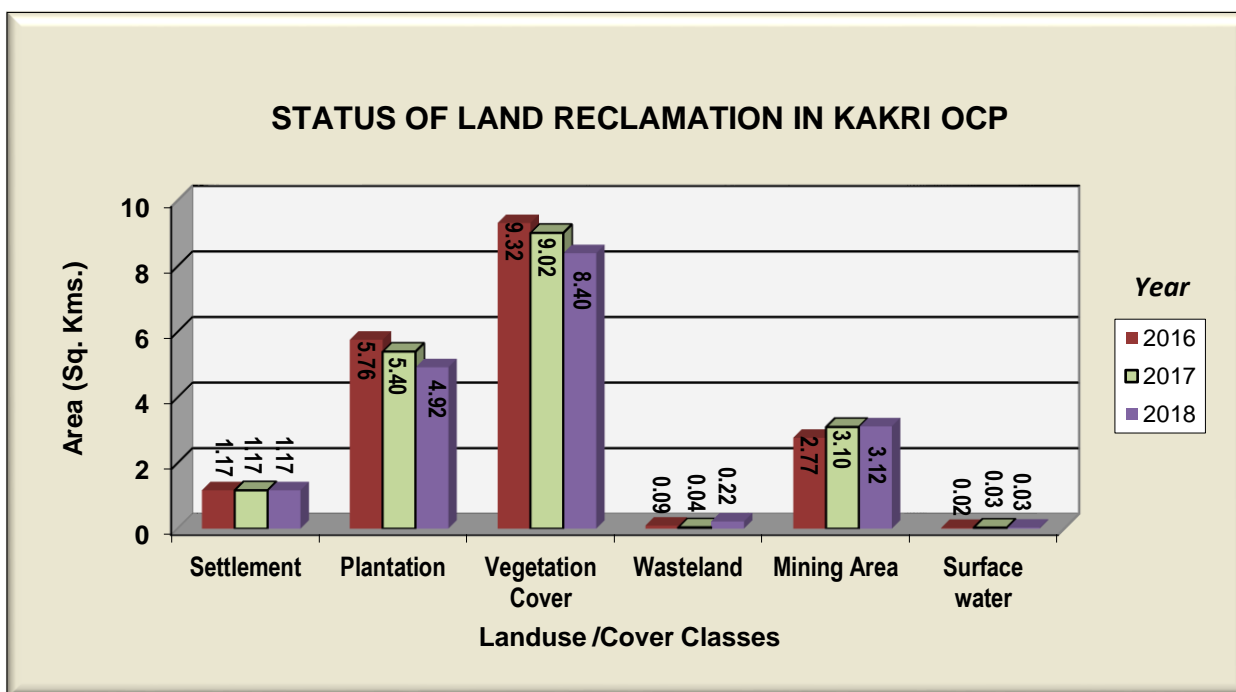 STATUS OF LAND RECLAMATION IN KAKRI OCP
Area (Sq. Kms.)
10
8
6
4
2
0
1.17
1.17
1.17
5.76
5.40
4.92
9.32
9.02
8.40
0.09
0.04
0.22
2.77
3.10
3.12
0.02
0.03
0.03
Settlement
Plantation
Vegetation
Cover
Wasteland
Mining Area
Surface
water
Landuse /Cover Classes
Year
2016
2017
2018